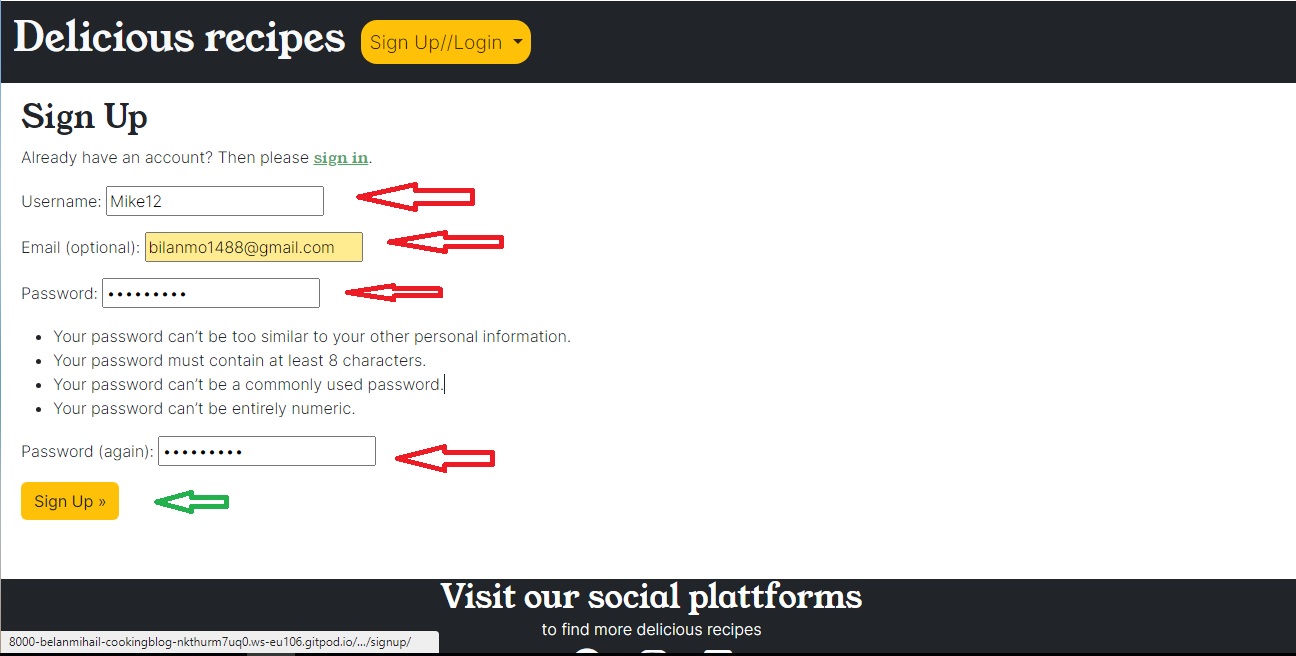 Delicious recipes
Sign Up//Login
Sign Up
Already have an account? Then please sign in.
Username: Mike12
Email (optional): bilanmo1488@gmail.com
Password: •••••••••
Your password can't be too similar to your other personal information.
Your password must contain at least 8 characters.
Your password can't be a commonly used password.
Your password can't be entirely numeric.
Password (again): •••••••••
Sign Up »
Visit our social plattforms
to find more delicious recipes
8000-belanmihail-cookingblog-nkthurm7uq0.ws-eu106.gitpod.io/.../signup/